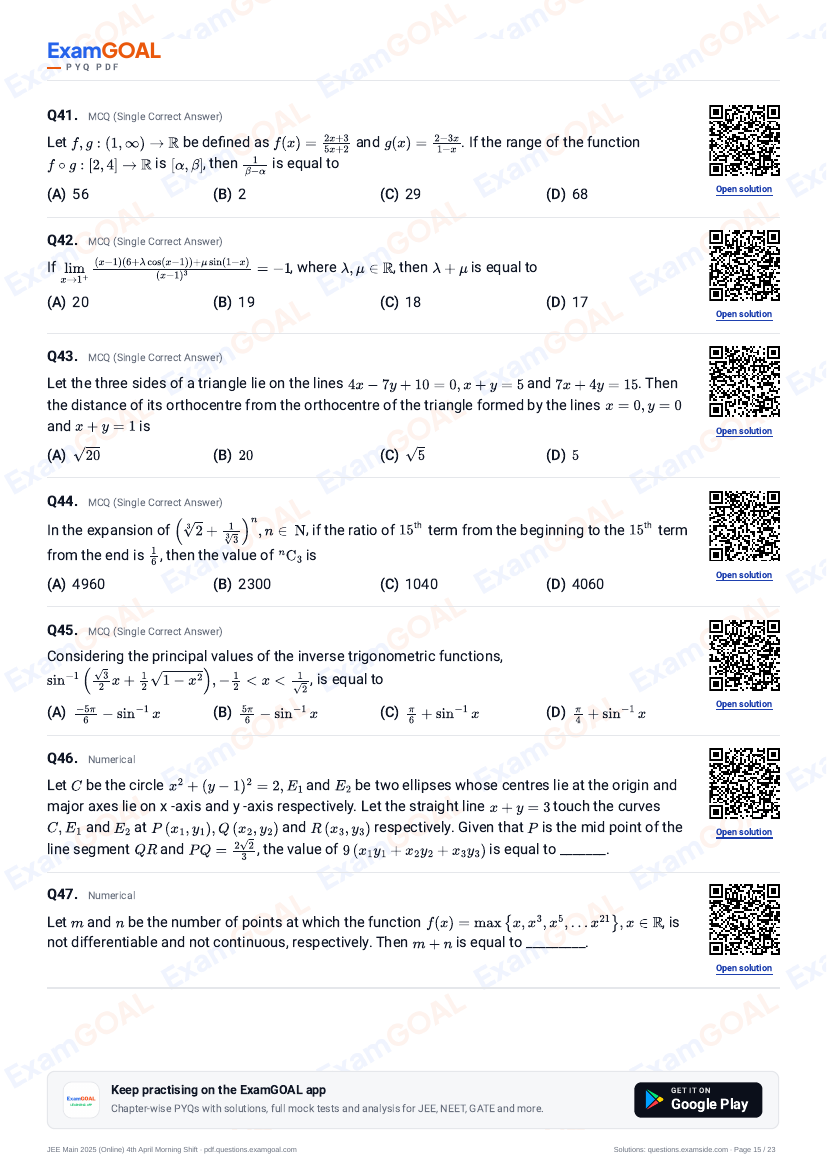 ExamGOAL
PYQ PDF
Q41. MCQ (Single Correct Answer)
Let f, g : (1, ∞) → ℝ be defined as f(x) = (2x+3)/(5x+2) and g(x) = (2−3x)/(1−x). If the range of the function
f ∘ g : [2, 4] → ℝ is [α, β], then 1/(β−α) is equal to
(A) 56 (B) 2 (C) 29 (D) 68
Open solution
Q42. MCQ (Single Correct Answer)
If lim_{x→1⁺} ((x−1)(6+λ cos(x−1))+μ sin(1−x))/(x−1)³ = −1, where λ, μ ∈ ℝ, then λ + μ is equal to
(A) 20 (B) 19 (C) 18 (D) 17
Open solution
Q43. MCQ (Single Correct Answer)
Let the three sides of a triangle lie on the lines 4x − 7y + 10 = 0, x + y = 5 and 7x + 4y = 15. Then
the distance of its orthocentre from the orthocentre of the triangle formed by the lines x = 0, y = 0
and x + y = 1 is
(A) √20 (B) 20 (C) √5 (D) 5
Open solution
Q44. MCQ (Single Correct Answer)
In the expansion of (∛2 + 1/∛3)ⁿ, n ∈ N, if the ratio of 15ᵗʰ term from the beginning to the 15ᵗʰ term
from the end is 1/6, then the value of ⁿC₃ is
(A) 4960 (B) 2300 (C) 1040 (D) 4060
Open solution
Q45. MCQ (Single Correct Answer)
Considering the principal values of the inverse trigonometric functions,
sin⁻¹ (√3/2 x + 1/2 √(1 − x²)), −1/2 < x < 1/√2, is equal to
(A) −5π/6 − sin⁻¹ x (B) 5π/6 − sin⁻¹ x (C) π/6 + sin⁻¹ x (D) π/4 + sin⁻¹ x
Open solution
Q46. Numerical
Let C be the circle x² + (y − 1)² = 2, E₁ and E₂ be two ellipses whose centres lie at the origin and
major axes lie on x -axis and y -axis respectively. Let the straight line x + y = 3 touch the curves
C, E₁ and E₂ at P (x₁, y₁), Q (x₂, y₂) and R (x₃, y₃) respectively. Given that P is the mid point of the
line segment QR and PQ = 2√2/3, the value of 9 (x₁y₁ + x₂y₂ + x₃y₃) is equal to ______.
Open solution
Q47. Numerical
Let m and n be the number of points at which the function f(x) = max {x, x³, x⁵, … x²¹}, x ∈ ℝ, is
not differentiable and not continuous, respectively. Then m + n is equal to ________.
Open solution
Keep practising on the ExamGOAL app
Chapter-wise PYQs with solutions, full mock tests and analysis for JEE, NEET, GATE and more.
GET IT ON
Google Play
JEE Main 2025 (Online) 4th April Morning Shift · pdf.questions.examgoal.com
Solutions: questions.examside.com · Page 15 / 23